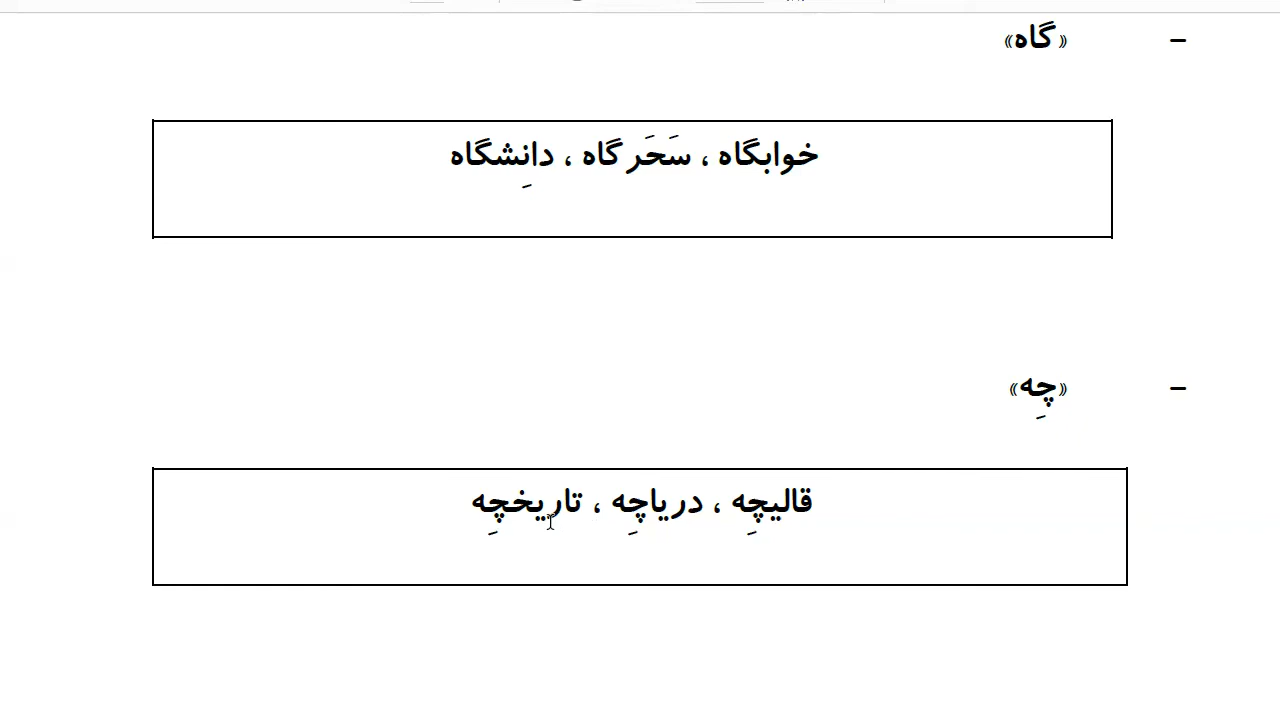 – «گاه»
خوابگاه ، سَحَرگاه ، دانِشگاه
– «چِه»
قالیچِه ، دریاچِه ، تاریخچِه